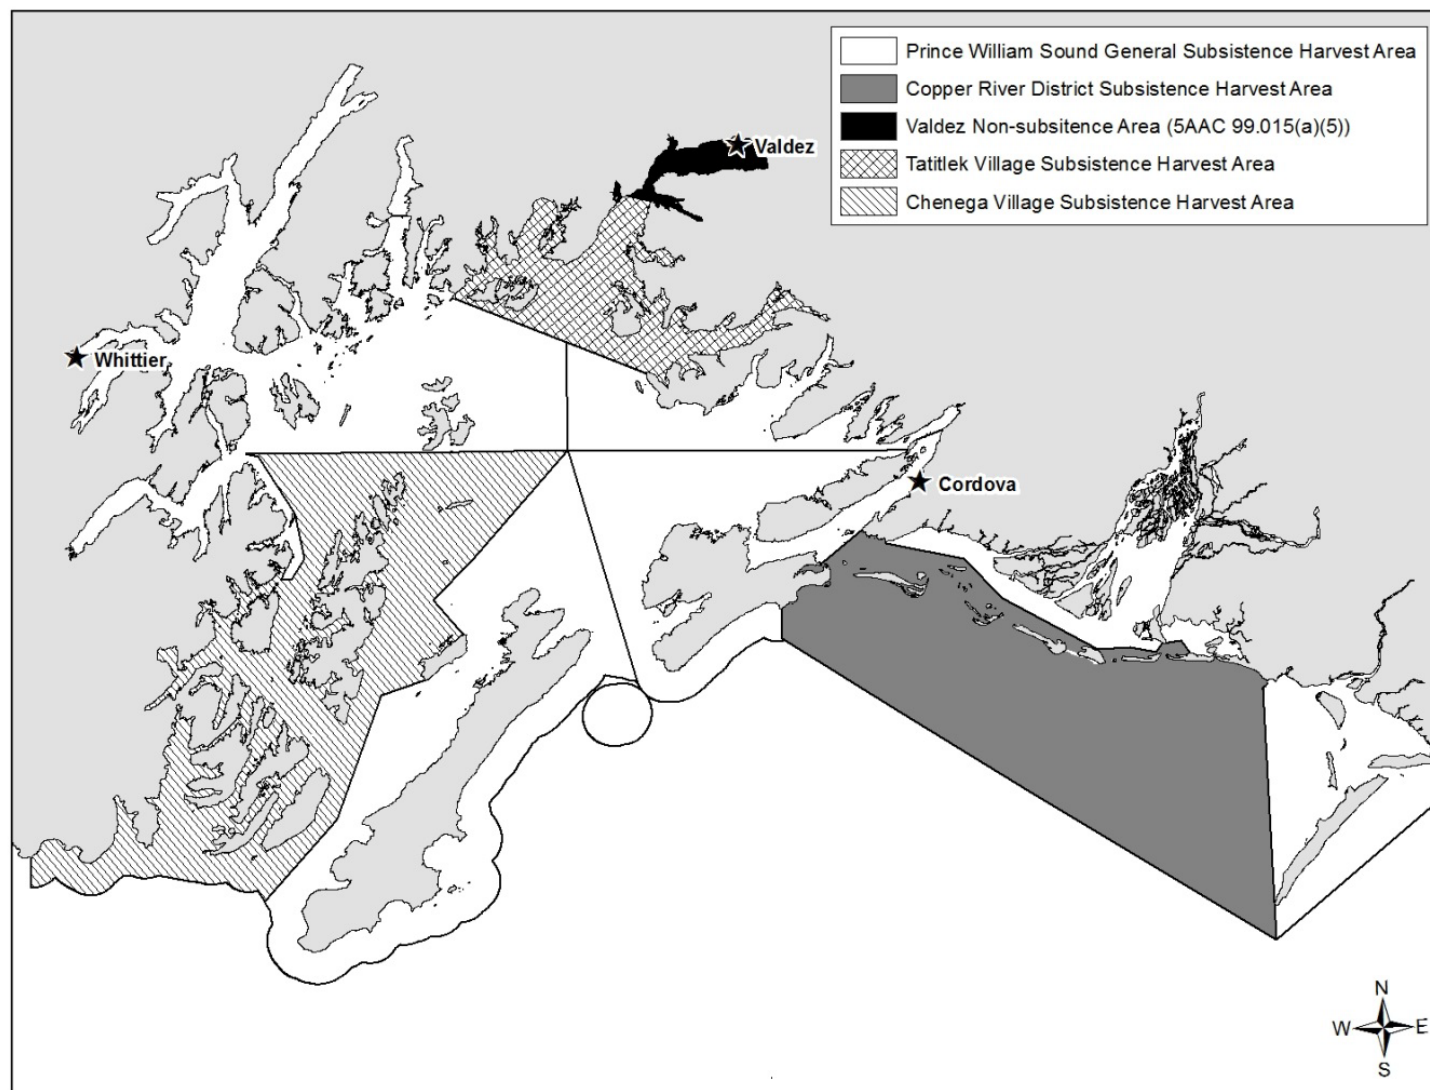 Prince William Sound General Subsistence Harvest Area
Copper River District Subsistence Harvest Area
Valdez Non-subsitence Area (5AAC 99.015(a)(5))
Tatitlek Village Subsistence Harvest Area
Chenega Village Subsistence Harvest Area
Valdez
Whittier
Cordova
N
W E
S